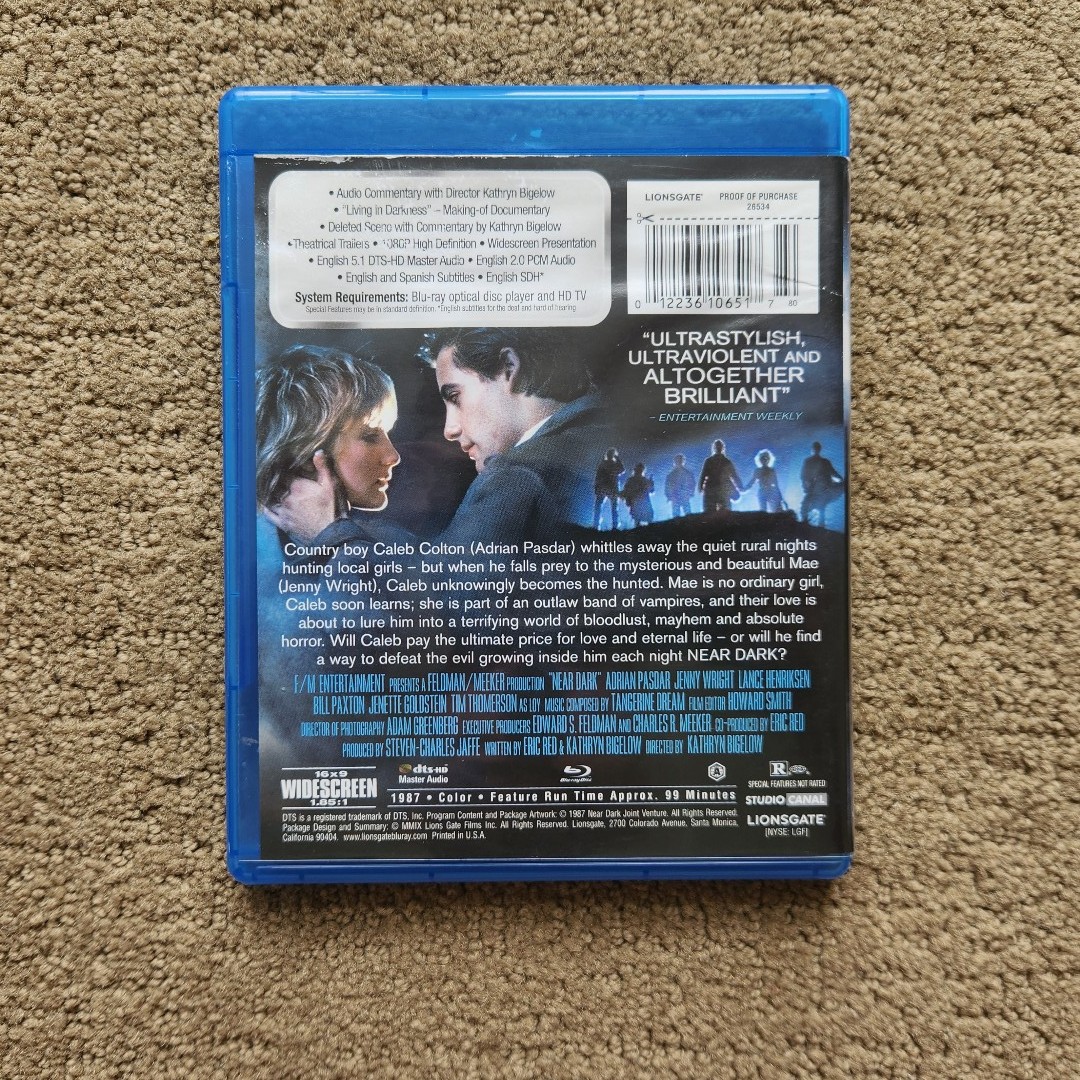 • Audio Commentary with Director Kathryn Bigelow
• "Living in Darkness" – Making-of Documentary
• Deleted Scene with Commentary by Kathryn Bigelow
• Theatrical Trailers • 1080P High Definition • Widescreen Presentation
• English 5.1 DTS-HD Master Audio • English 2.0 PCM Audio
• English and Spanish Subtitles • English SDH*
System Requirements: Blu-ray optical disc player and HD TV
Special Features may be in standard definition. *English subtitles for the deaf and hard of hearing
LIONSGATE® PROOF OF PURCHASE
26534
0 12236 10651 7 80
"ULTRASTYLISH,
ULTRAVIOLENT AND
ALTOGETHER
BRILLIANT"
– ENTERTAINMENT WEEKLY
Country boy Caleb Colton (Adrian Pasdar) whittles away the quiet rural nights
hunting local girls – but when he falls prey to the mysterious and beautiful Mae
(Jenny Wright), Caleb unknowingly becomes the hunted. Mae is no ordinary girl,
Caleb soon learns; she is part of an outlaw band of vampires, and their love is
about to lure him into a terrifying world of bloodlust, mayhem and absolute
horror. Will Caleb pay the ultimate price for love and eternal life – or will he find
a way to defeat the evil growing inside him each night NEAR DARK?
F/M ENTERTAINMENT PRESENTS A FELDMAN/MEEKER PRODUCTION "NEAR DARK" ADRIAN PASDAR JENNY WRIGHT LANCE HENRIKSEN
BILL PAXTON JENETTE GOLDSTEIN TIM THOMERSON AS LOY MUSIC COMPOSED BY TANGERINE DREAM FILM EDITOR HOWARD SMITH
DIRECTOR OF PHOTOGRAPHY ADAM GREENBERG EXECUTIVE PRODUCERS EDWARD S. FELDMAN AND CHARLES R. MEEKER CO-PRODUCED BY ERIC RED
PRODUCED BY STEVEN-CHARLES JAFFE WRITTEN BY ERIC RED & KATHRYN BIGELOW DIRECTED BY KATHRYN BIGELOW
16x9
WIDESCREEN
1.85:1
dts-HD
Master Audio
Blu-ray Disc
A
R
SPECIAL FEATURES NOT RATED
1987 • Color • Feature Run Time Approx. 99 Minutes
STUDIO CANAL
DTS is a registered trademark of DTS, Inc. Program Content and Package Artwork: © 1987 Near Dark Joint Venture. All Rights Reserved.
Package Design and Summary: © MMIX Lions Gate Films Inc. All Rights Reserved. Lionsgate, 2700 Colorado Avenue, Santa Monica,
California 90404. www.lionsgatebluray.com Printed in U.S.A.
LIONSGATE®
[NYSE: LGF]